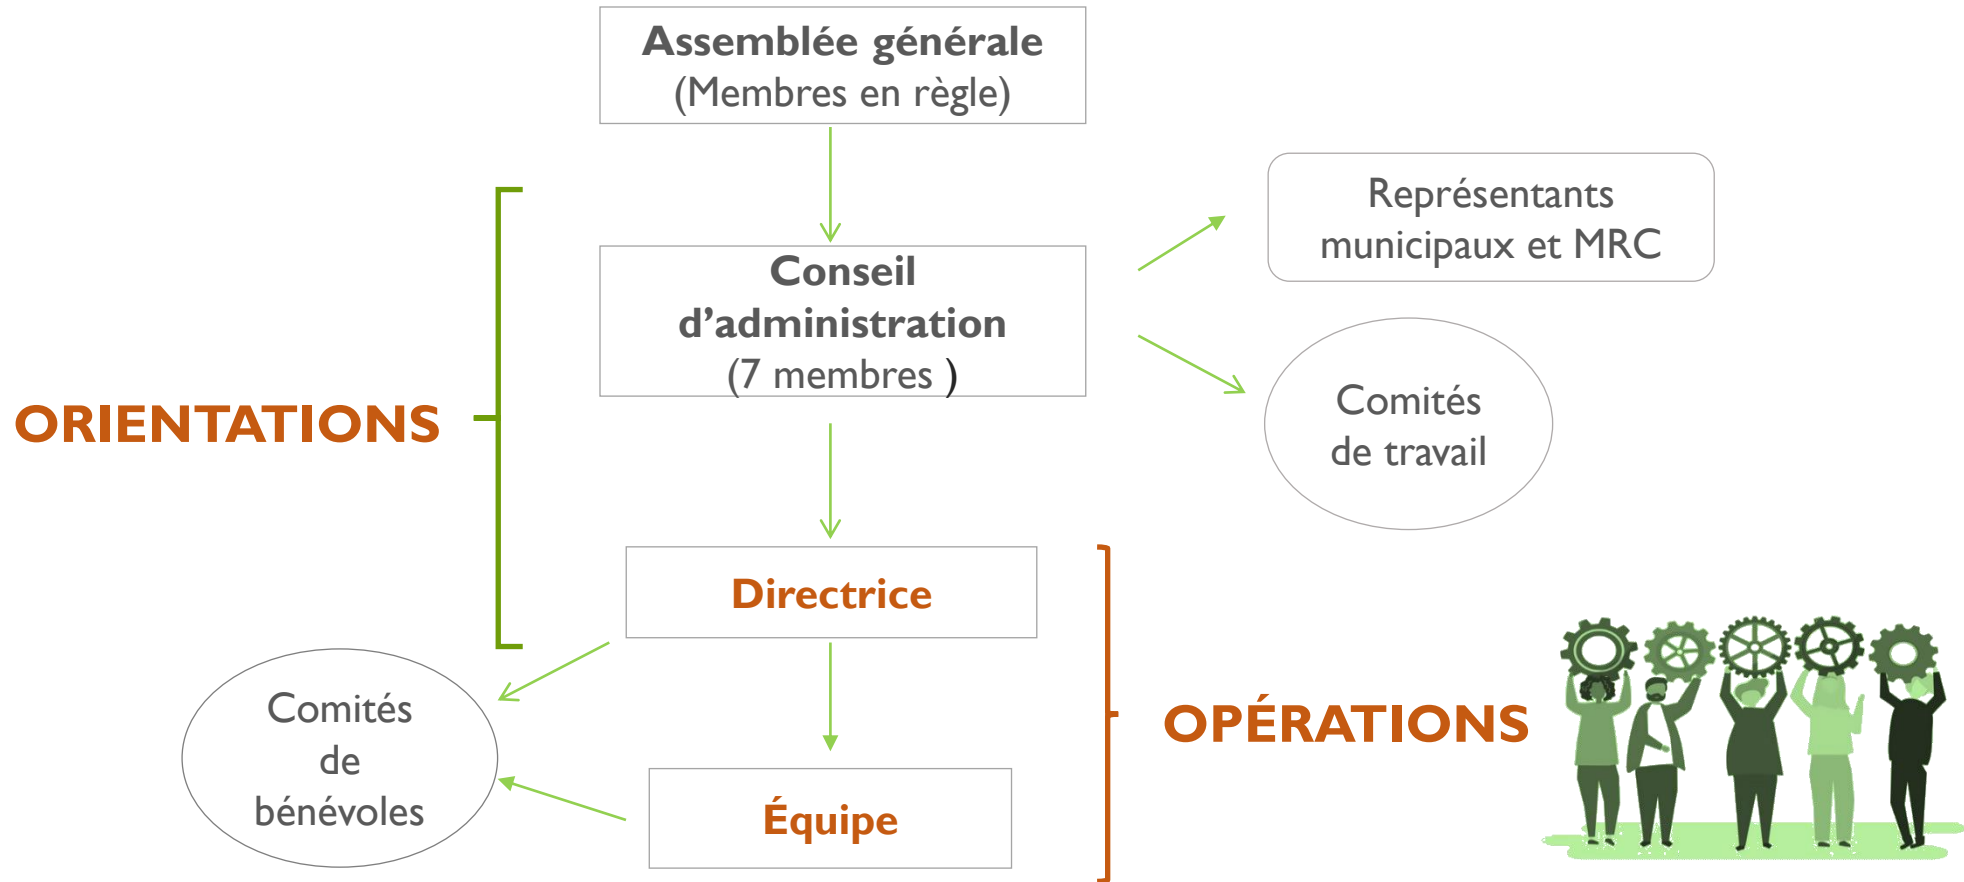 Assemblée générale
(Membres en règle)
Représentants
municipaux et MRC
Conseil
d’administration
(7 membres )
Comités
de travail
ORIENTATIONS
Directrice
Comités
de
bénévoles
OPÉRATIONS
Équipe